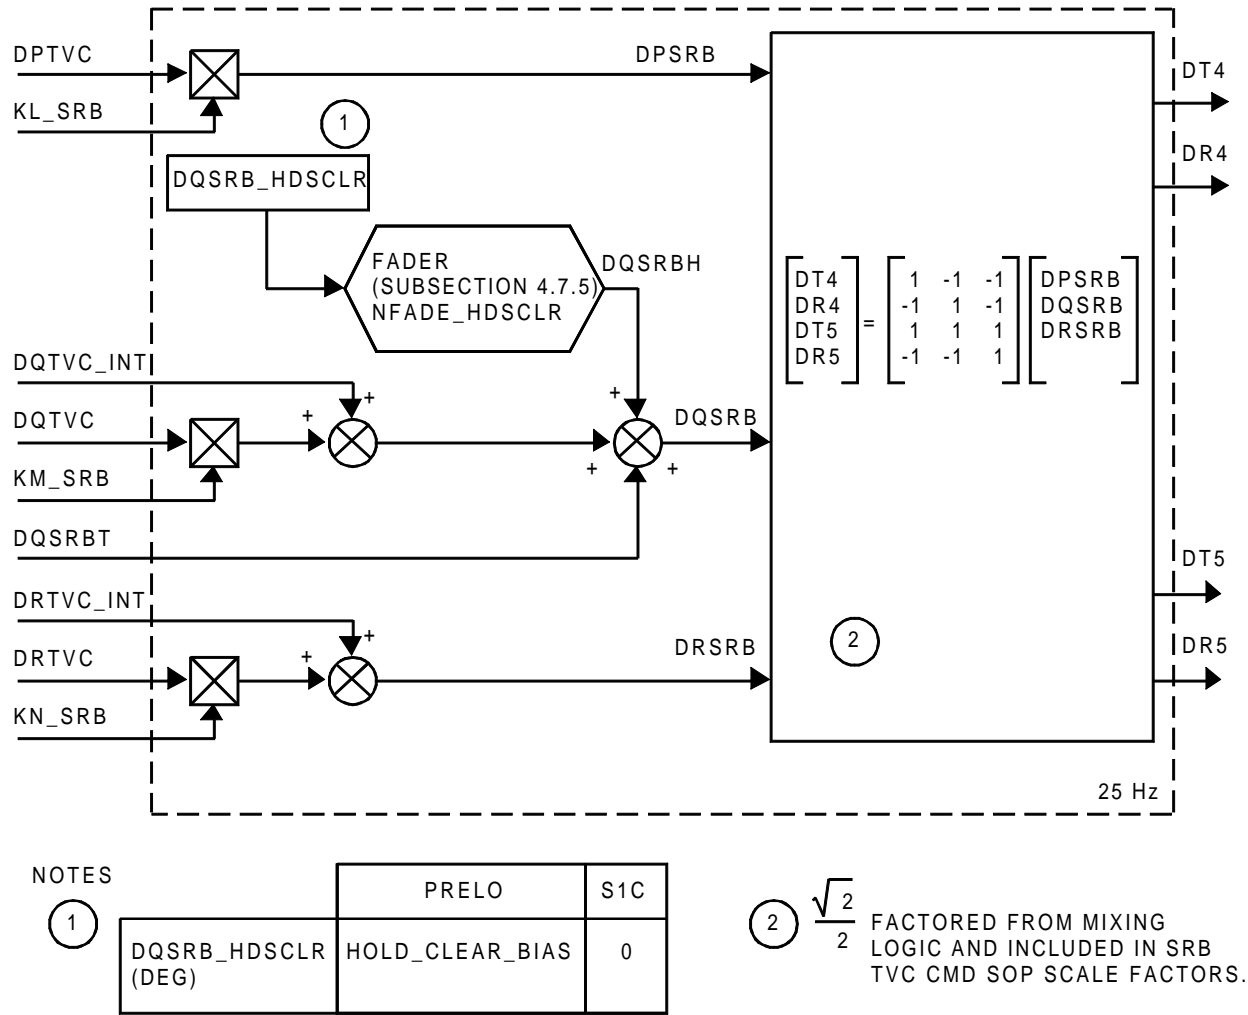 DPTVC
DPSRB
DT4
KL_SRB
1
DR4
DQSRB_HDSCLR
FADER
(SUBSECTION 4.7.5)
NFADE_HDSCLR
DQSRBH
DT4 1 -1 -1 DPSRB
DR4 -1 1 -1 DQSRB
DT5 = 1 1 1 DRSRB
DR5 -1 -1 1
DQTVC_INT
+
+
DQTVC
+
DQSRB
KM_SRB
+
+
DQSRBT
DT5
DRTVC_INT
+
DRTVC
+
DRSRB
2
DR5
KN_SRB
25 Hz
NOTES
1
PRELO S1C
DQSRB_HDSCLR HOLD_CLEAR_BIAS 0
(DEG)
2
√2
2
FACTORED FROM MIXING
LOGIC AND INCLUDED IN SRB
TVC CMD SOP SCALE FACTORS.